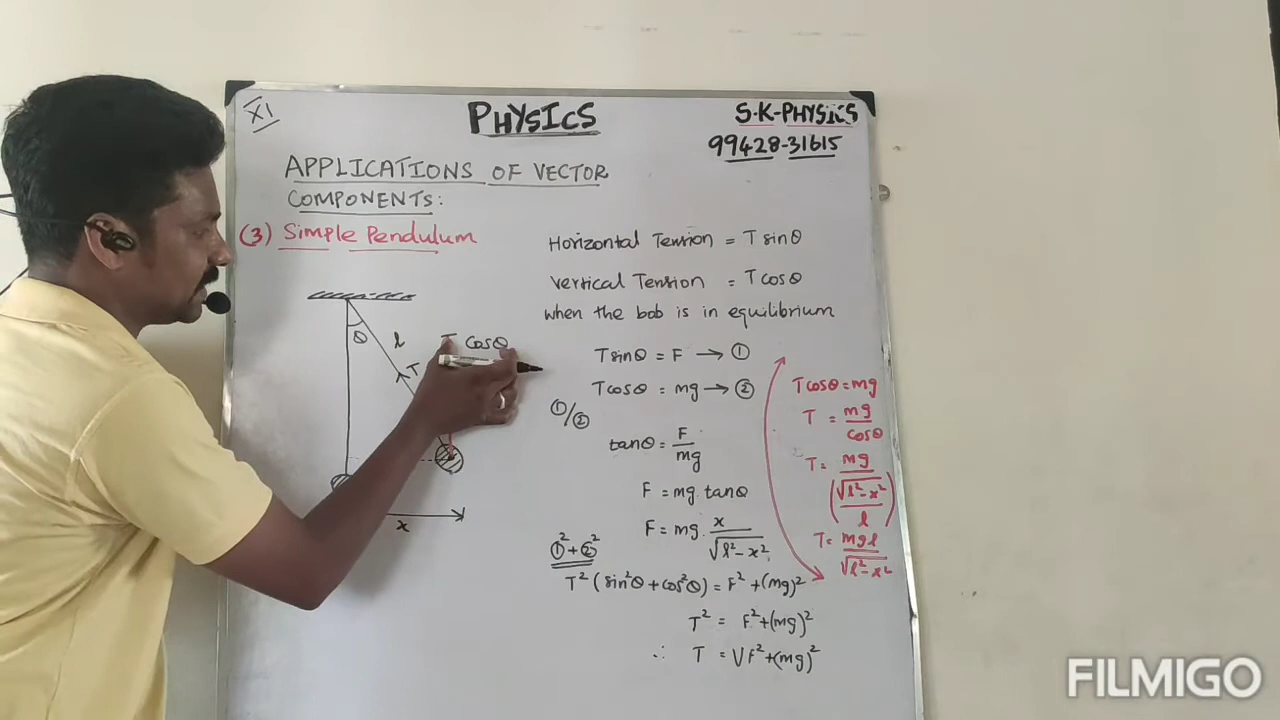 XI
PHYSICS
S.K-PHYSICS
99428-31615
APPLICATIONS OF VECTOR
COMPONENTS:
(3) Simple Pendulum
θ
l
T
T Cosθ
x
Horizontal Tension = T sinθ
vertical Tension = T cosθ
when the bob is in equilibrium
T sinθ = F → ①
T cosθ = mg → ②
①/②
tanθ = F/mg
F = mg tanθ
F = mg. x/√l²-x²
①² + ②²
T² (sin²θ + cos²θ) = F² + (mg)²
T² = F² + (mg)²
∴ T = √F² + (mg)²
T cosθ = mg
T = mg/cosθ
T = mg/(√l²-x²/l)
T = mgl/√l²-x²
FILMIGO